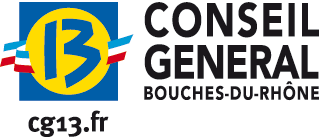 13
cg13.fr
CONSEIL
GENERAL
BOUCHES-DU-RHÔNE